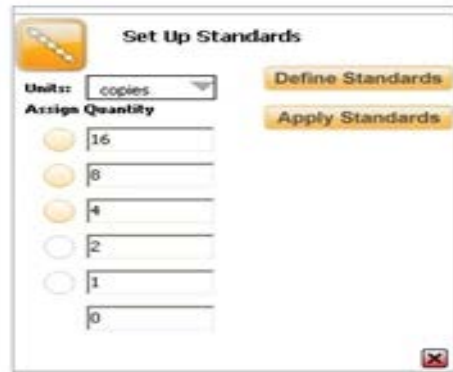 Set Up Standards
Units: copies
Define Standards
Assign Quantity
Apply Standards
16
8
4
2
1
0